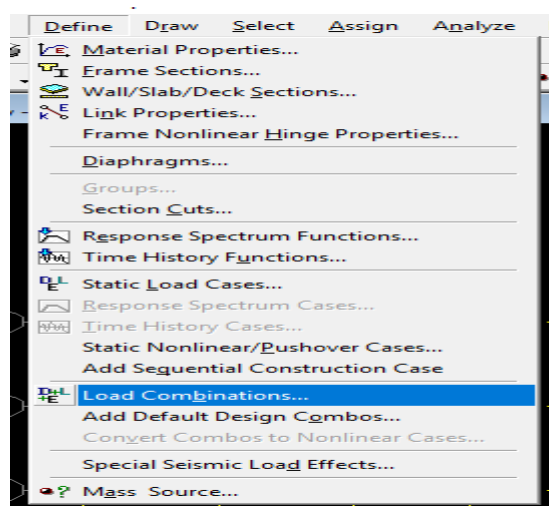 Define Draw Select Assign Analyze
Material Properties...
Frame Sections...
Wall/Slab/Deck Sections...
Link Properties...
Frame Nonlinear Hinge Properties...
Diaphragms...
Groups...
Section Cuts...
Response Spectrum Functions...
Time History Functions...
Static Load Cases...
Response Spectrum Cases...
Time History Cases...
Static Nonlinear/Pushover Cases...
Add Sequential Construction Case
Load Combinations...
Add Default Design Combos...
Convert Combos to Nonlinear Cases...
Special Seismic Load Effects...
Mass Source...